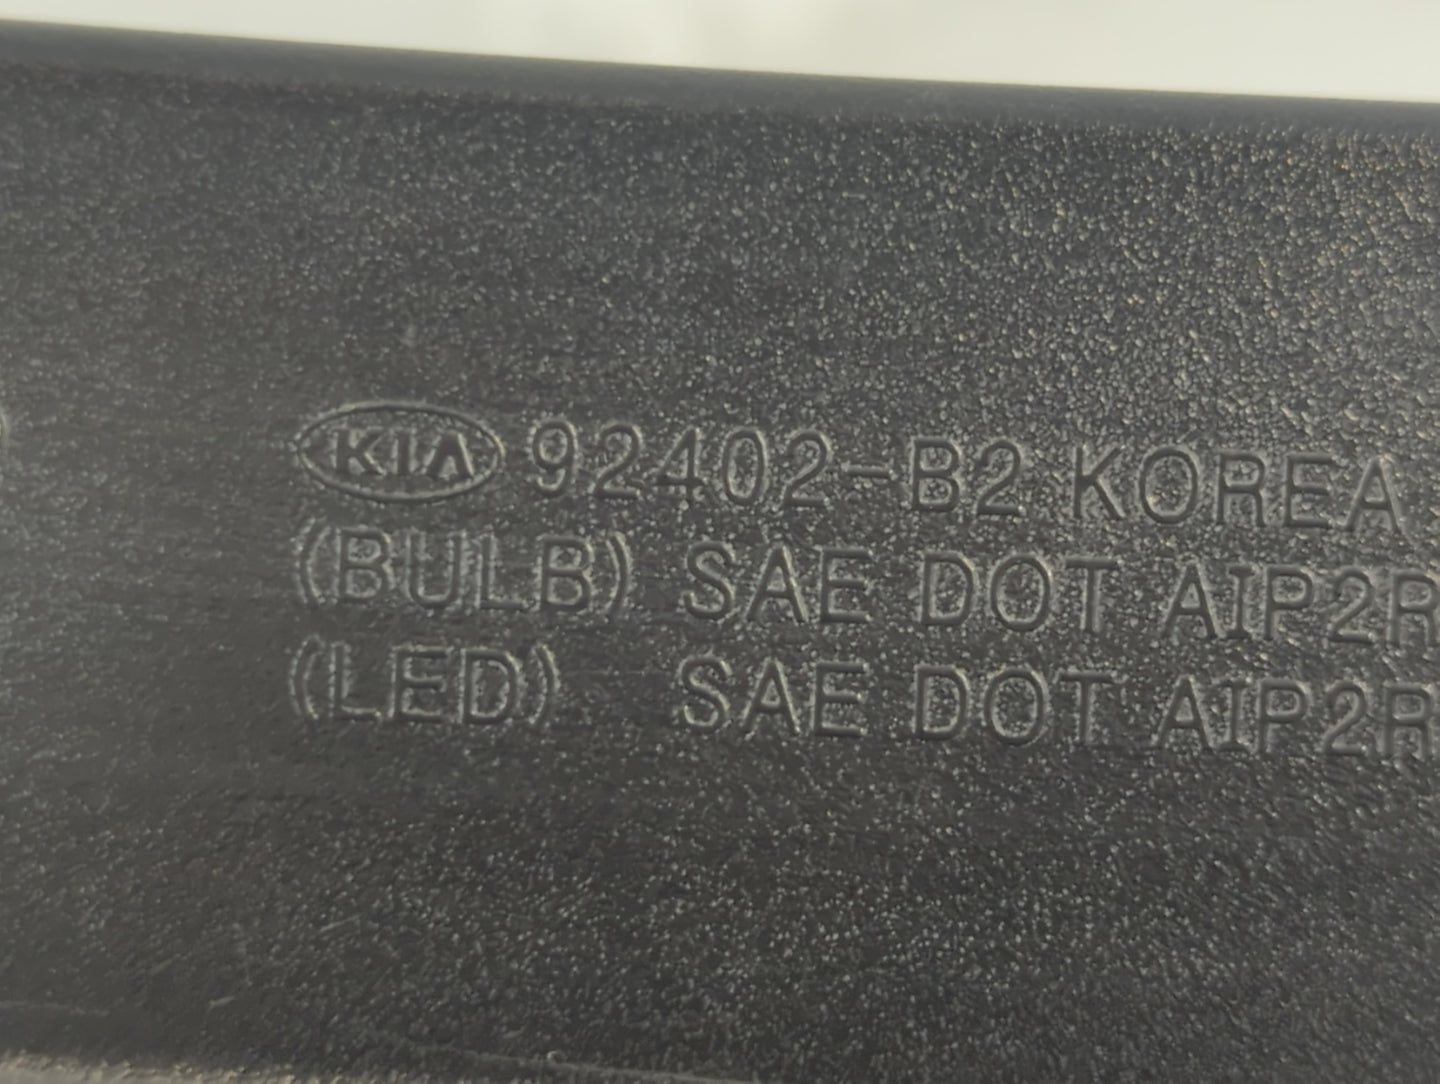 KIA 92402-B2 KOREA
(BULB) SAE DOT AIP2R
(LED) SAE DOT AIP2R